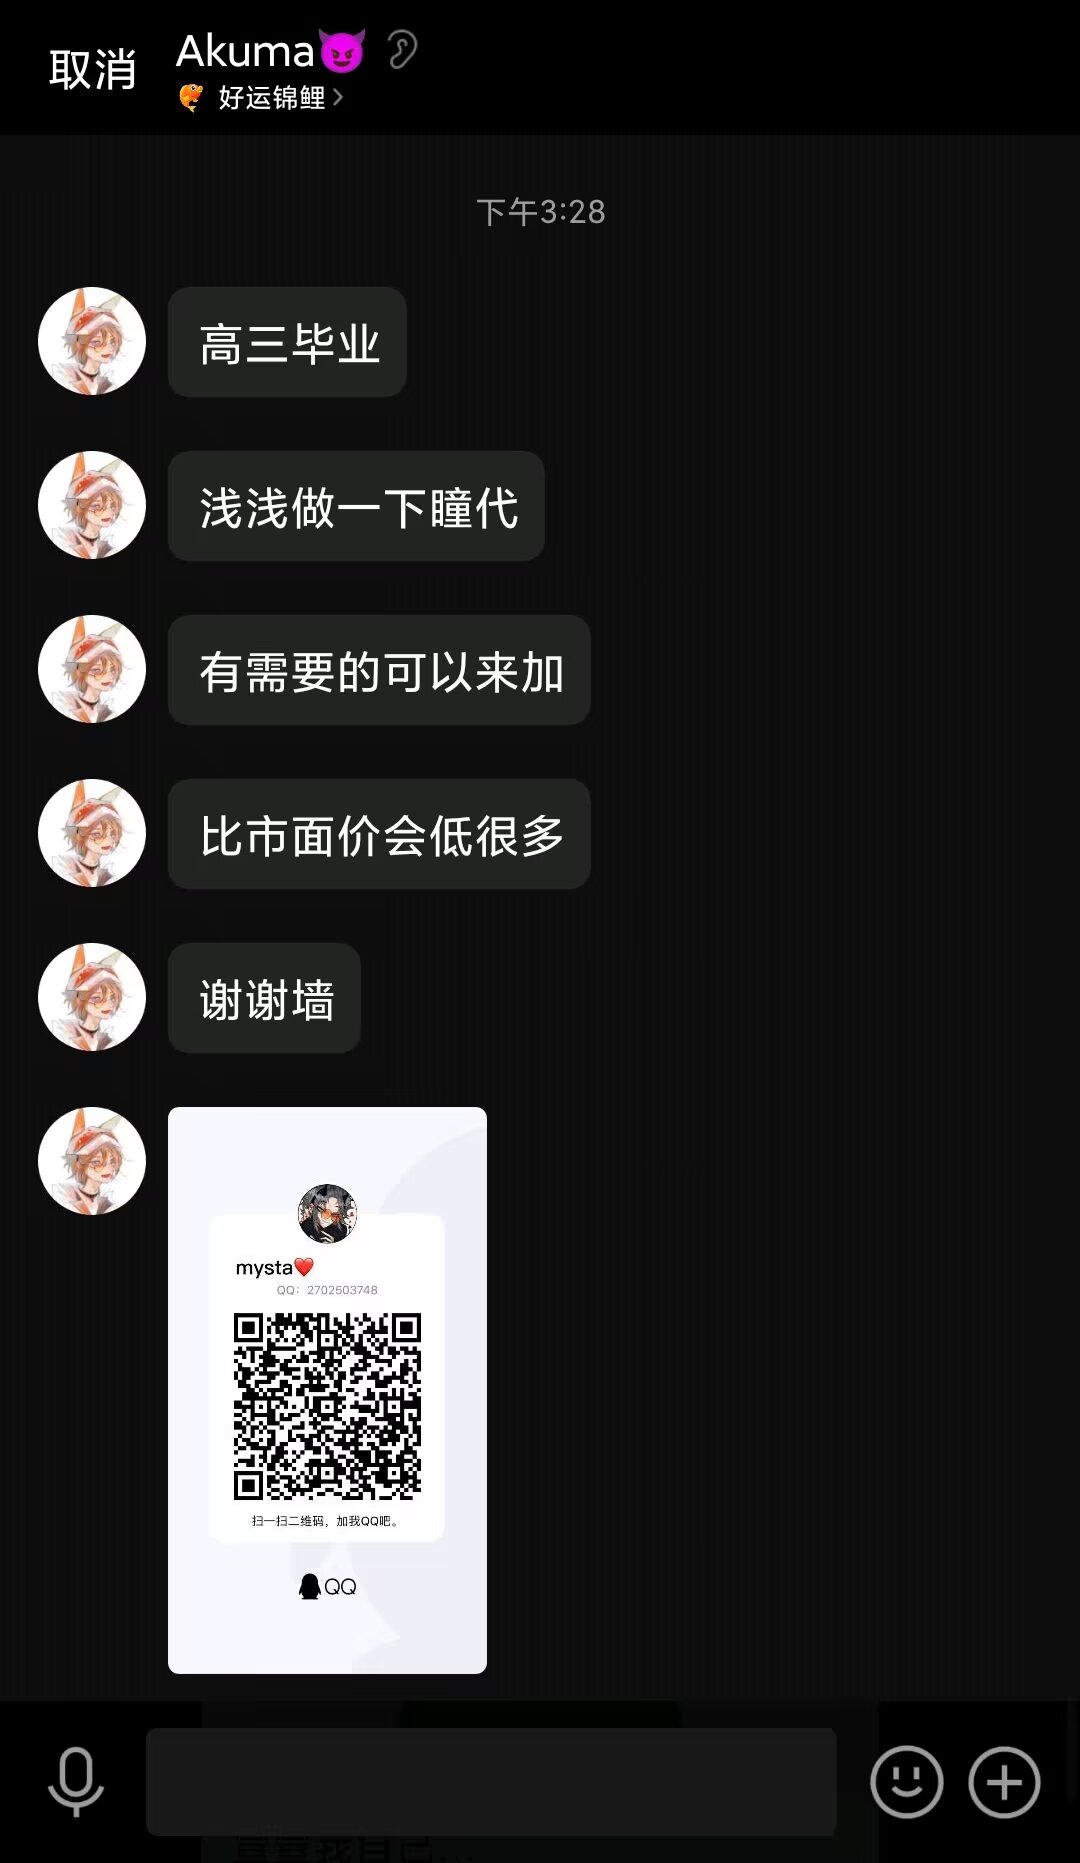 取消
Akuma😈
好运锦鲤
下午3:28
高三毕业
浅浅做一下瞳代
有需要的可以来加
比市面价会低很多
谢谢墙
mysta❤️
QQ：2702503748
扫一扫二维码，加我QQ吧。
QQ